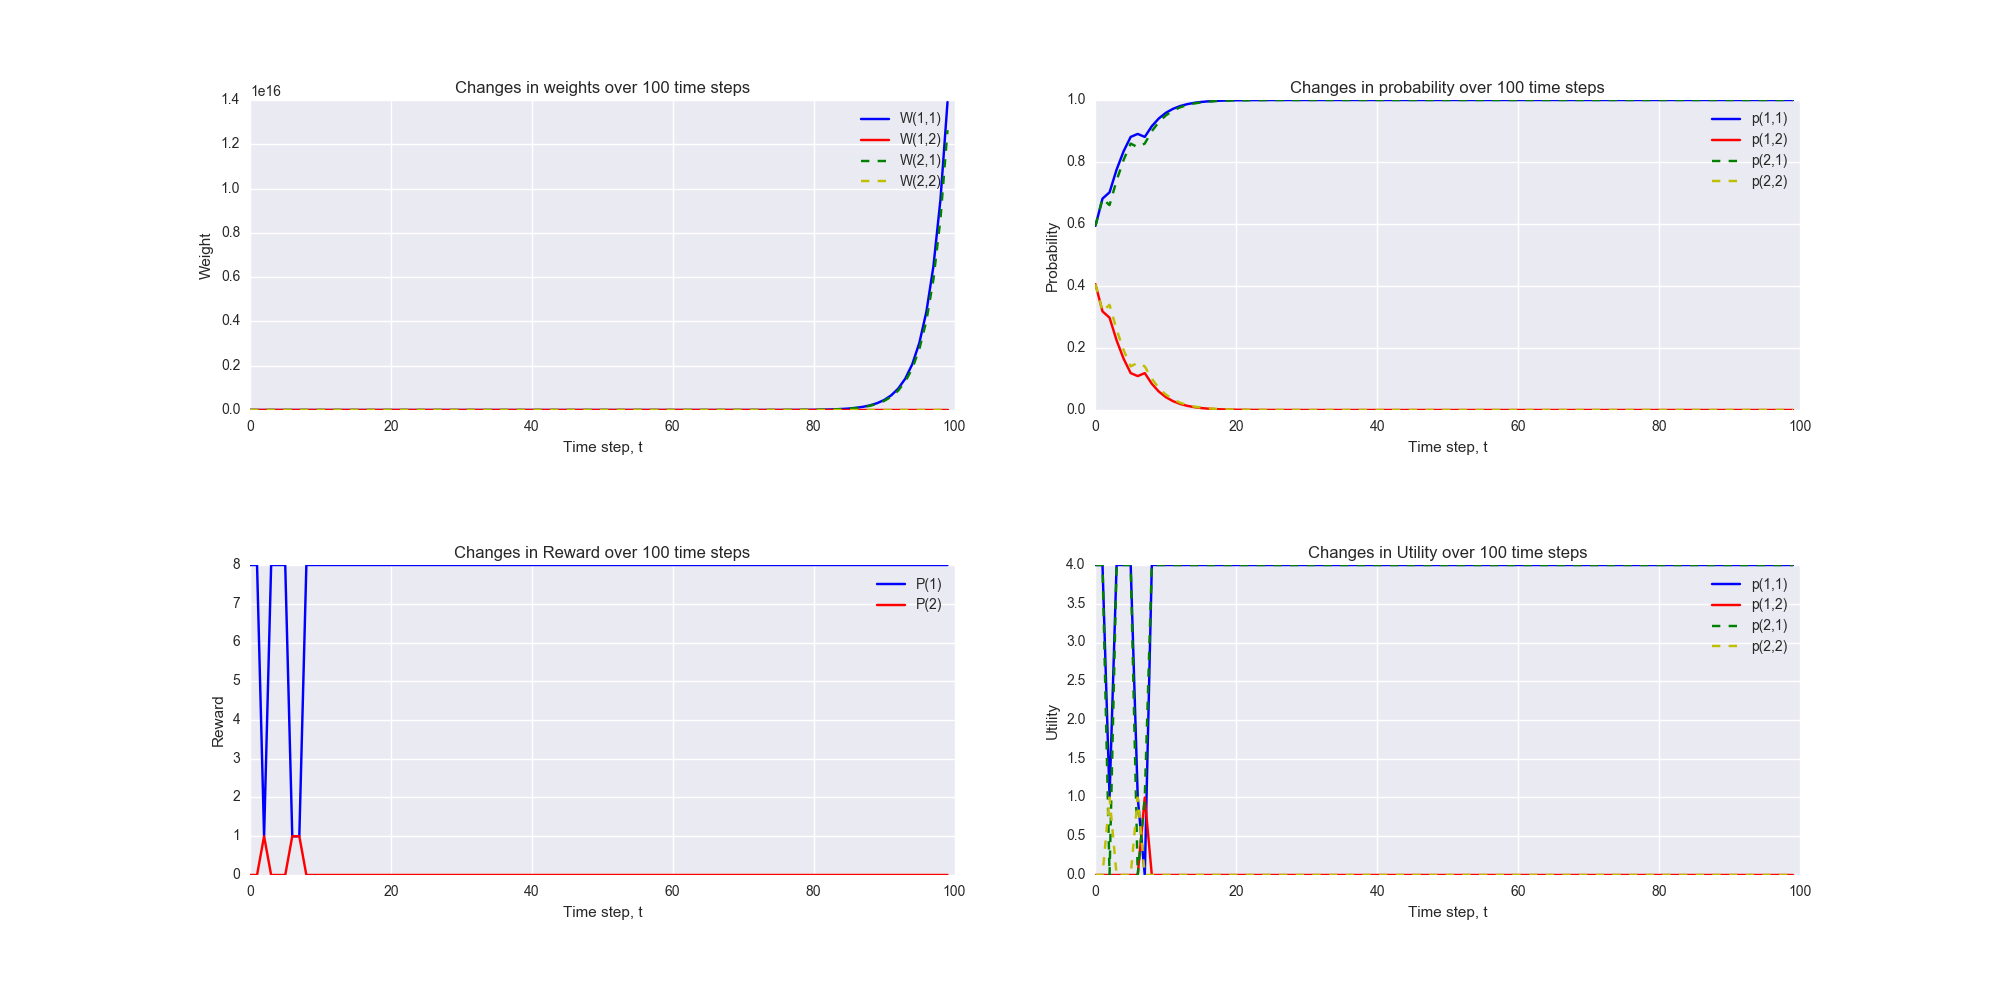 Changes in weights over 100 time steps
1e16
1.4
1.2
1.0
0.8
0.6
0.4
0.2
0.0
Weight
W(1,1)
W(1,2)
W(2,1)
W(2,2)
0 20 40 60 80 100
Time step, t
Changes in probability over 100 time steps
1.0
0.8
0.6
0.4
0.2
0.0
Probability
p(1,1)
p(1,2)
p(2,1)
p(2,2)
0 20 40 60 80 100
Time step, t
Changes in Reward over 100 time steps
8
7
6
5
4
3
2
1
0
Reward
P(1)
P(2)
0 20 40 60 80 100
Time step, t
Changes in Utility over 100 time steps
4.0
3.5
3.0
2.5
2.0
1.5
1.0
0.5
0.0
Utility
p(1,1)
p(1,2)
p(2,1)
p(2,2)
0 20 40 60 80 100
Time step, t